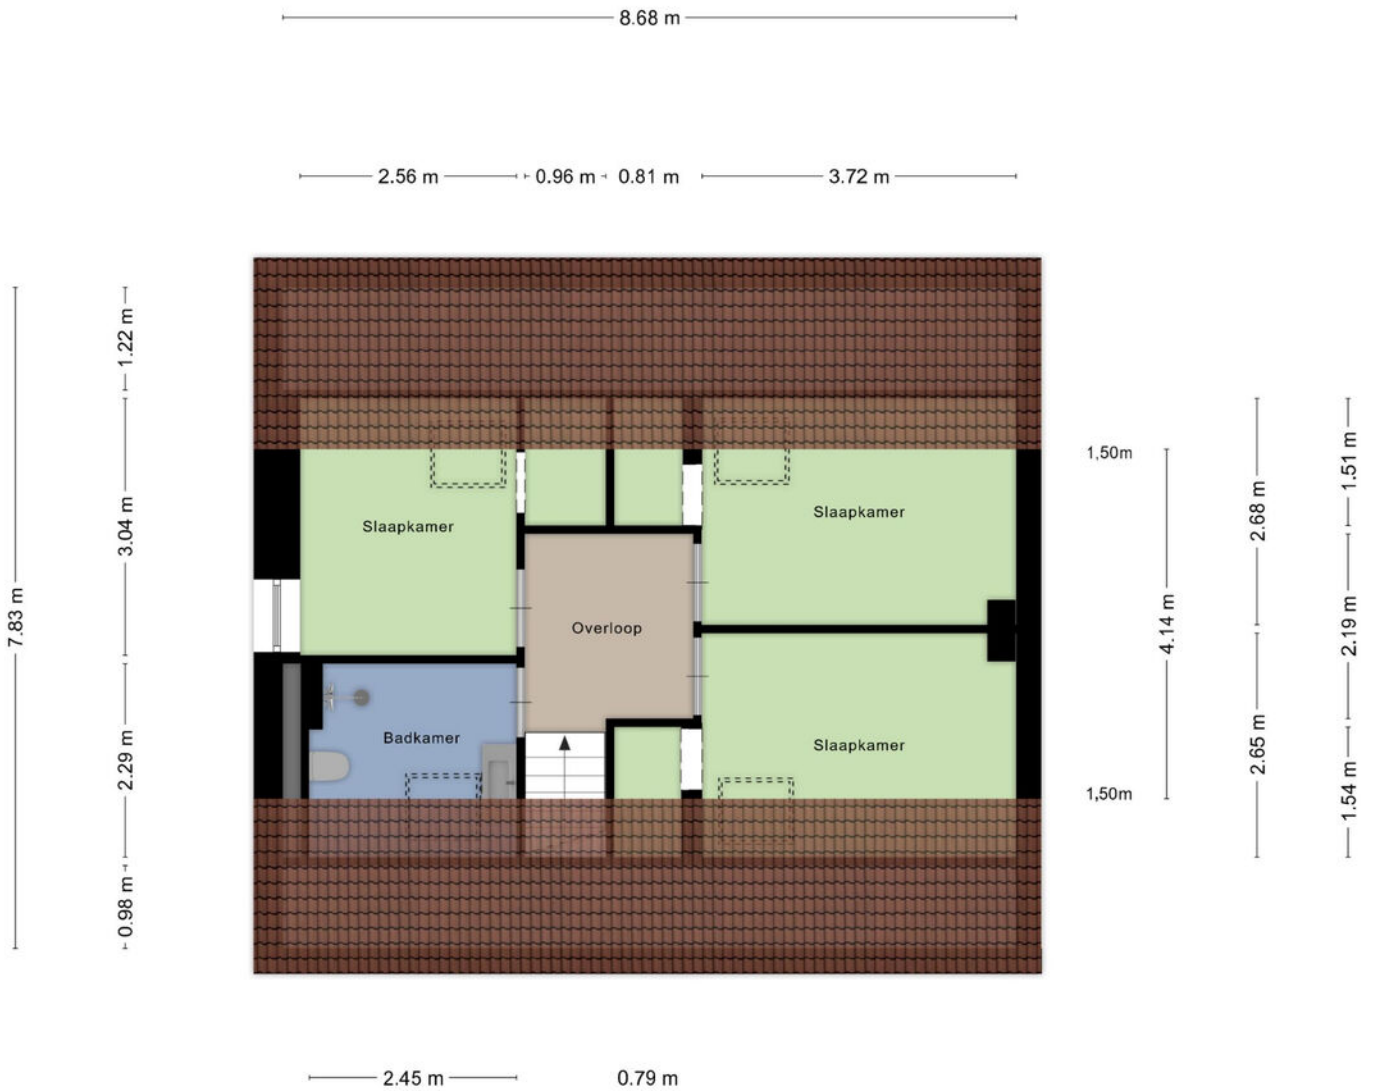 8.68 m
2.56 m
0.96 m
0.81 m
3.72 m
7.83 m
1.22 m
3.04 m
2.29 m
0.98 m
Slaapkamer
Slaapkamer
Overloop
Badkamer
Slaapkamer
1,50m
1,50m
4.14 m
2.68 m
2.65 m
1.51 m
2.19 m
1.54 m
2.45 m
0.79 m